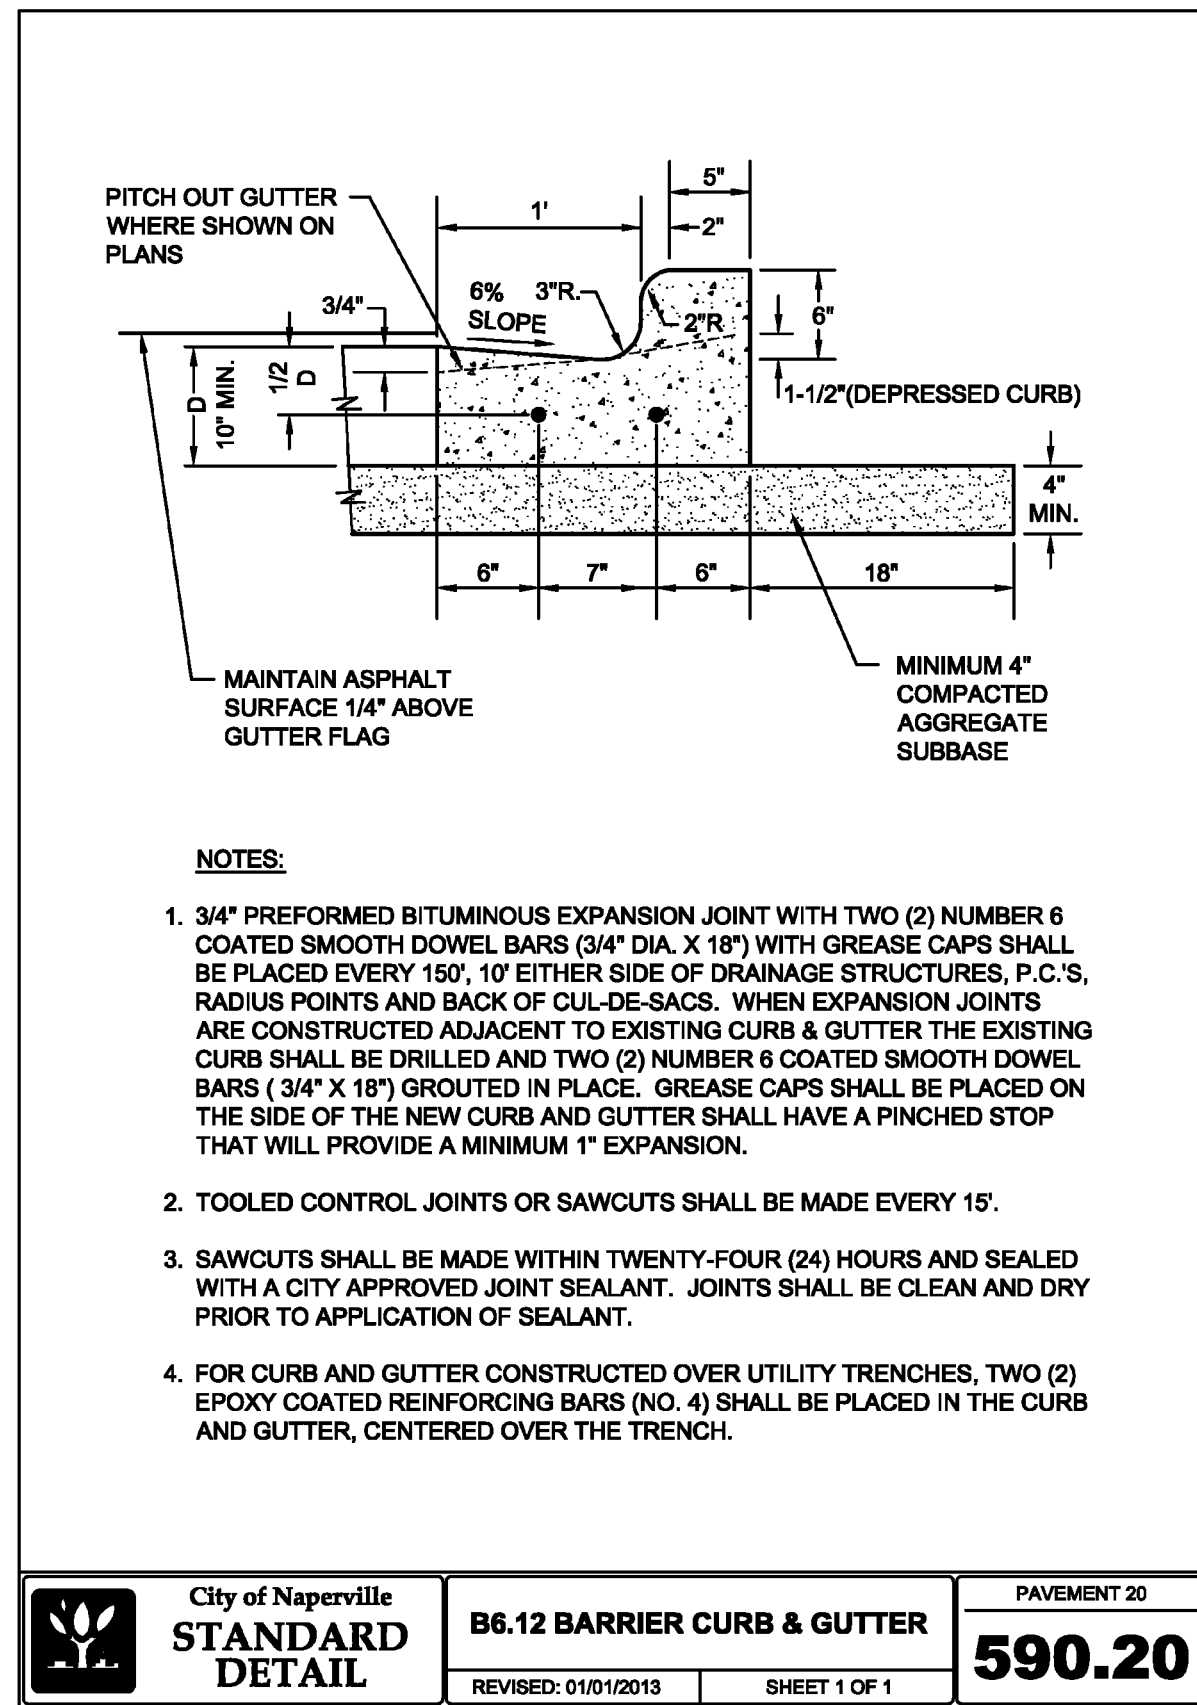 5"
PITCH OUT GUTTER
WHERE SHOWN ON
PLANS
1'
2"
3/4"
6%
SLOPE
3"R.
2"R
6"
1/2
D
D
10" MIN.
1-1/2"(DEPRESSED CURB)
4"
MIN.
6"
7"
6"
18"
MAINTAIN ASPHALT
SURFACE 1/4" ABOVE
GUTTER FLAG
MINIMUM 4"
COMPACTED
AGGREGATE
SUBBASE
NOTES:
1. 3/4" PREFORMED BITUMINOUS EXPANSION JOINT WITH TWO (2) NUMBER 6
COATED SMOOTH DOWEL BARS (3/4" DIA. X 18") WITH GREASE CAPS SHALL
BE PLACED EVERY 150', 10' EITHER SIDE OF DRAINAGE STRUCTURES, P.C.'S,
RADIUS POINTS AND BACK OF CUL-DE-SACS. WHEN EXPANSION JOINTS
ARE CONSTRUCTED ADJACENT TO EXISTING CURB & GUTTER THE EXISTING
CURB SHALL BE DRILLED AND TWO (2) NUMBER 6 COATED SMOOTH DOWEL
BARS ( 3/4" X 18") GROUTED IN PLACE. GREASE CAPS SHALL BE PLACED ON
THE SIDE OF THE NEW CURB AND GUTTER SHALL HAVE A PINCHED STOP
THAT WILL PROVIDE A MINIMUM 1" EXPANSION.
2. TOOLED CONTROL JOINTS OR SAWCUTS SHALL BE MADE EVERY 15'.
3. SAWCUTS SHALL BE MADE WITHIN TWENTY-FOUR (24) HOURS AND SEALED
WITH A CITY APPROVED JOINT SEALANT. JOINTS SHALL BE CLEAN AND DRY
PRIOR TO APPLICATION OF SEALANT.
4. FOR CURB AND GUTTER CONSTRUCTED OVER UTILITY TRENCHES, TWO (2)
EPOXY COATED REINFORCING BARS (NO. 4) SHALL BE PLACED IN THE CURB
AND GUTTER, CENTERED OVER THE TRENCH.
City of Naperville
STANDARD
DETAIL
B6.12 BARRIER CURB & GUTTER
REVISED: 01/01/2013
SHEET 1 OF 1
PAVEMENT 20
590.20